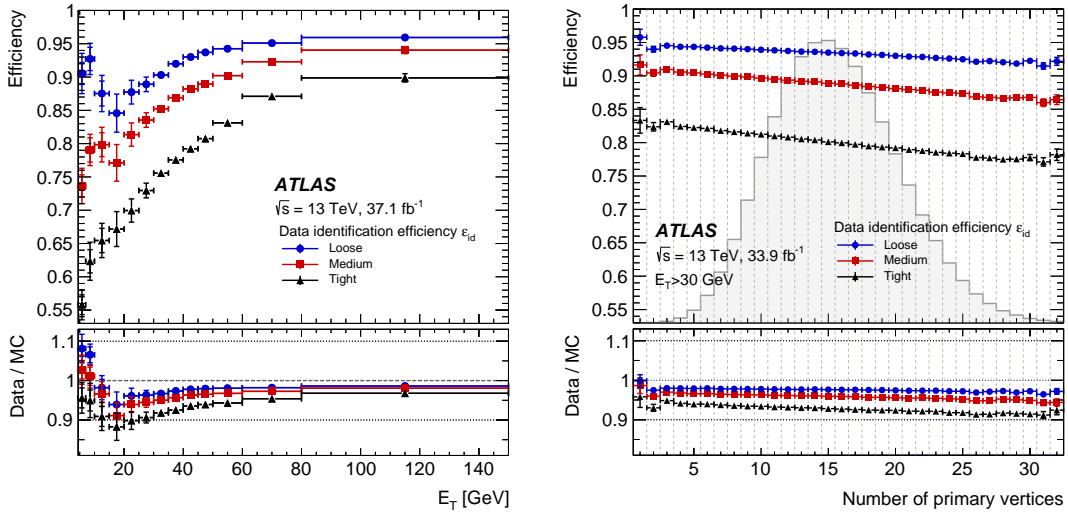 Efficiency
1
0.95
0.9
0.85
0.8
0.75
0.7
0.65
0.6
0.55
ATLAS
√s = 13 TeV, 37.1 fb⁻¹
Data identification efficiency ε_id
Loose
Medium
Tight
Data / MC
1.1
1
0.9
20 40 60 80 100 120 140
E_T [GeV]
Efficiency
1
0.95
0.9
0.85
0.8
0.75
0.7
0.65
0.6
0.55
ATLAS
√s = 13 TeV, 33.9 fb⁻¹
E_T>30 GeV
Data identification efficiency ε_id
Loose
Medium
Tight
Data / MC
1.1
1
0.9
5 10 15 20 25 30
Number of primary vertices